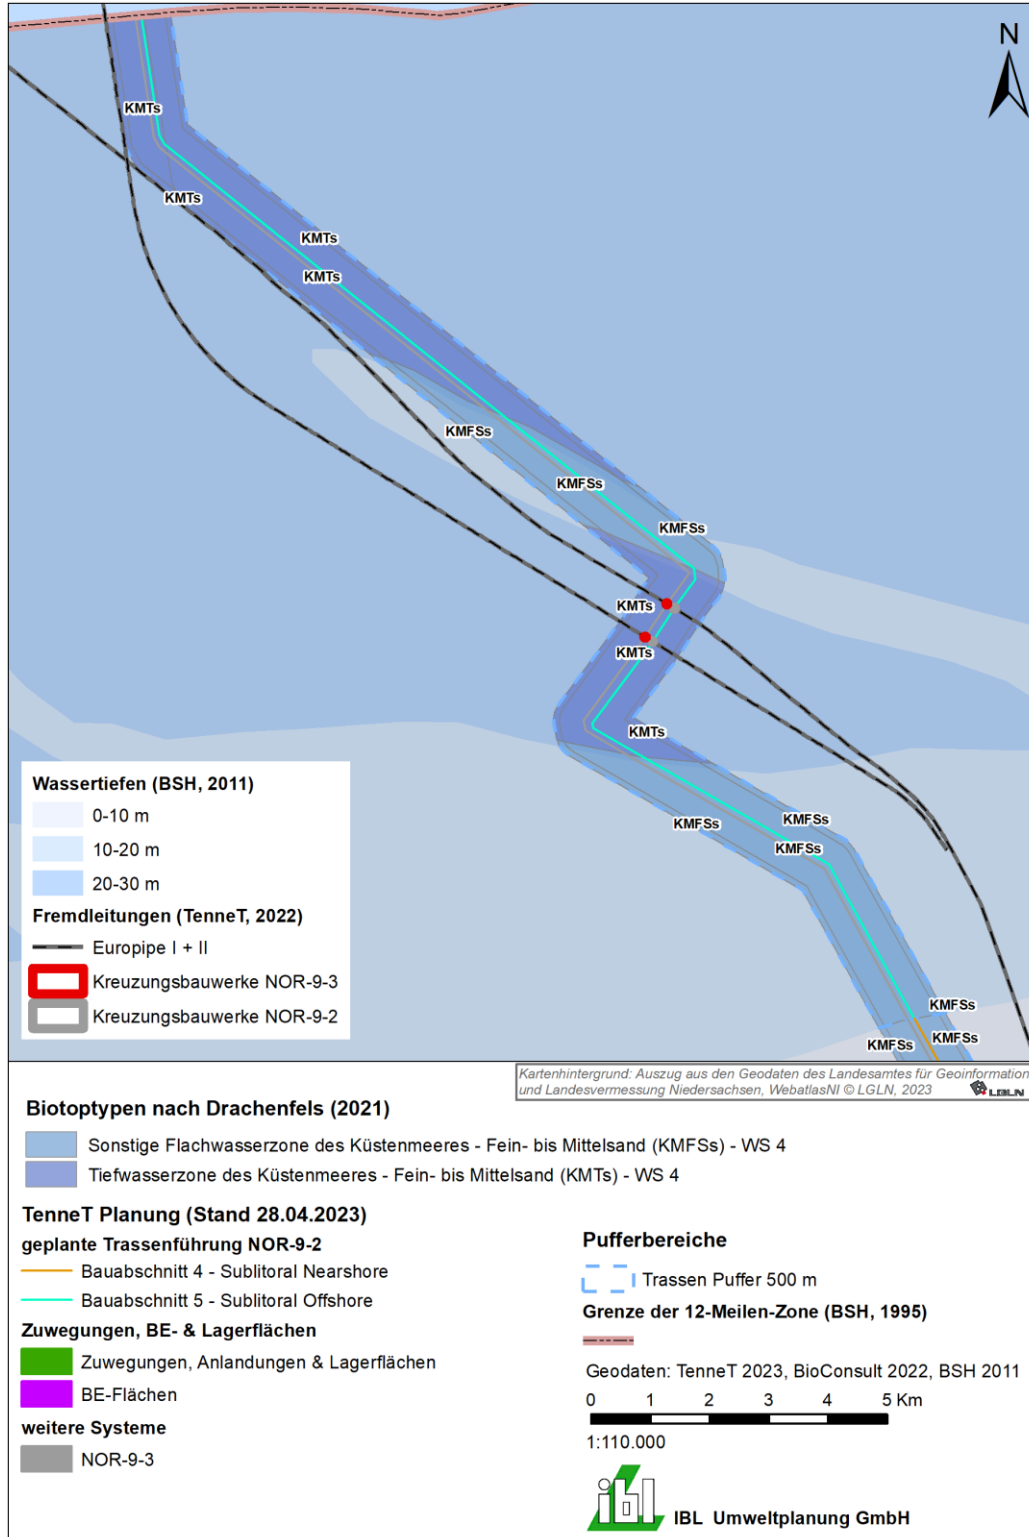 N
KMTs
KMTs
KMTs
KMTs
KMFSs
KMFSs
KMFSs
KMTs
KMTs
KMTs
KMFSs
KMFSs
KMFSs
KMFSs
KMFSs
KMFSs
Wassertiefen (BSH, 2011)
0-10 m
10-20 m
20-30 m
Fremdleitungen (TenneT, 2022)
Europipe I + II
Kreuzungsbauwerke NOR-9-3
Kreuzungsbauwerke NOR-9-2
Kartenhintergrund: Auszug aus den Geodaten des Landesamtes für Geoinformation
und Landesvermessung Niedersachsen, WebatlasNI © LGLN, 2023
LGLN
Biotoptypen nach Drachenfels (2021)
Sonstige Flachwasserzone des Küstenmeeres - Fein- bis Mittelsand (KMFSs) - WS 4
Tiefwasserzone des Küstenmeeres - Fein- bis Mittelsand (KMTs) - WS 4
TenneT Planung (Stand 28.04.2023)
geplante Trassenführung NOR-9-2
Bauabschnitt 4 - Sublitoral Nearshore
Bauabschnitt 5 - Sublitoral Offshore
Zuwegungen, BE- & Lagerflächen
Zuwegungen, Anlandungen & Lagerflächen
BE-Flächen
weitere Systeme
NOR-9-3
Pufferbereiche
Trassen Puffer 500 m
Grenze der 12-Meilen-Zone (BSH, 1995)
Geodaten: TenneT 2023, BioConsult 2022, BSH 2011
0 1 2 3 4 5 Km
1:110.000
ibl IBL Umweltplanung GmbH